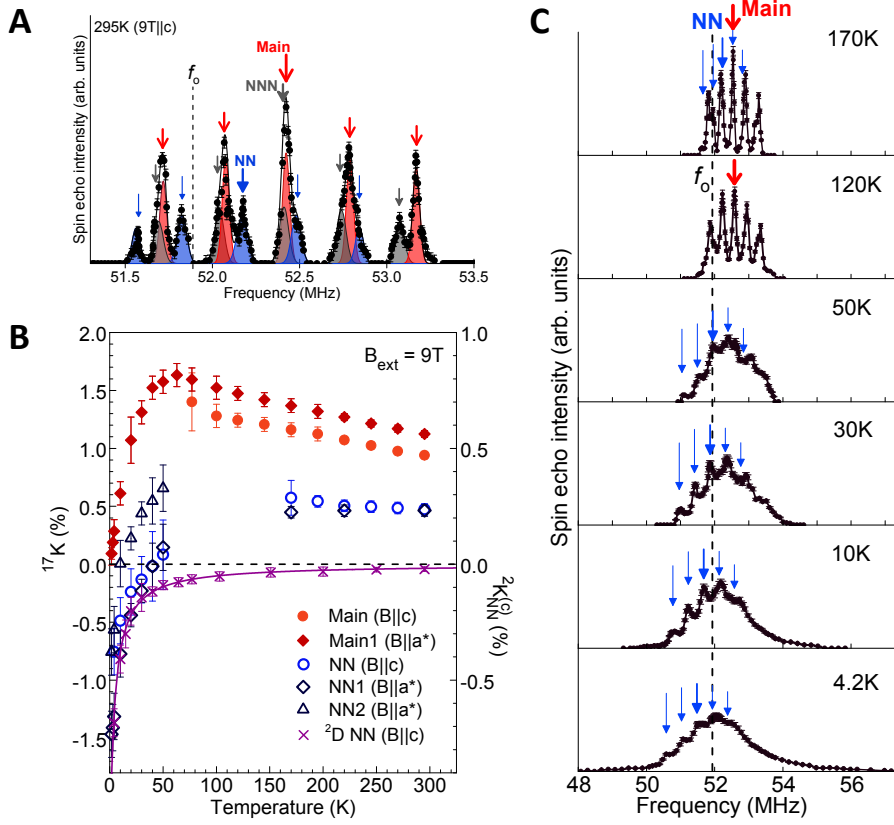 A
295K (9T||c)
Spin echo intensity (arb. units)
fo
Main
NNN
NN
51.5 52.0 52.5 53.0 53.5
Frequency (MHz)
B
Bext = 9T
17K (%)
2.0
1.5
1.0
0.5
0.0
-0.5
-1.0
-1.5
1.0
0.5
0.0
-0.5
2K(c)NN (%)
Main (B||c)
Main1 (B||a*)
NN (B||c)
NN1 (B||a*)
NN2 (B||a*)
2D NN (B||c)
0 50 100 150 200 250 300
Temperature (K)
C
Main
NN
170K
120K
fo
50K
30K
10K
4.2K
Spin echo intensity (arb. units)
48 50 52 54 56
Frequency (MHz)